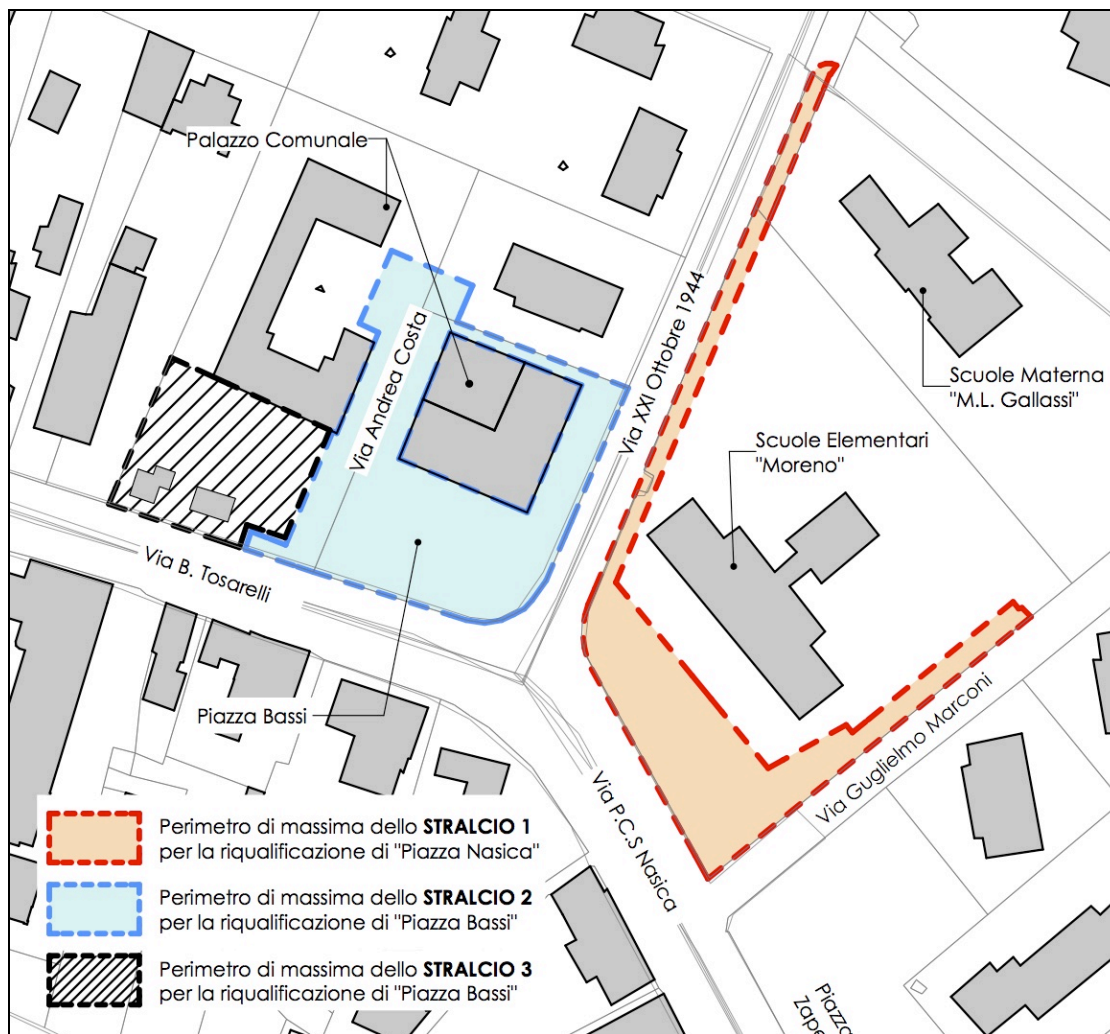 Palazzo Comunale
Via XXI Ottobre 1944
Via Andrea Costa
Scuole Materna
"M.L. Gallassi"
Scuole Elementari
"Moreno"
Via B. Tosarelli
Piazza Bassi
Via Guglielmo Marconi
Via P.C.S Nasica
Perimetro di massima dello STRALCIO 1
per la riqualificazione di "Piazza Nasica"
Perimetro di massima dello STRALCIO 2
per la riqualificazione di "Piazza Bassi"
Perimetro di massima dello STRALCIO 3
per la riqualificazione di "Piazza Bassi"
Piazza